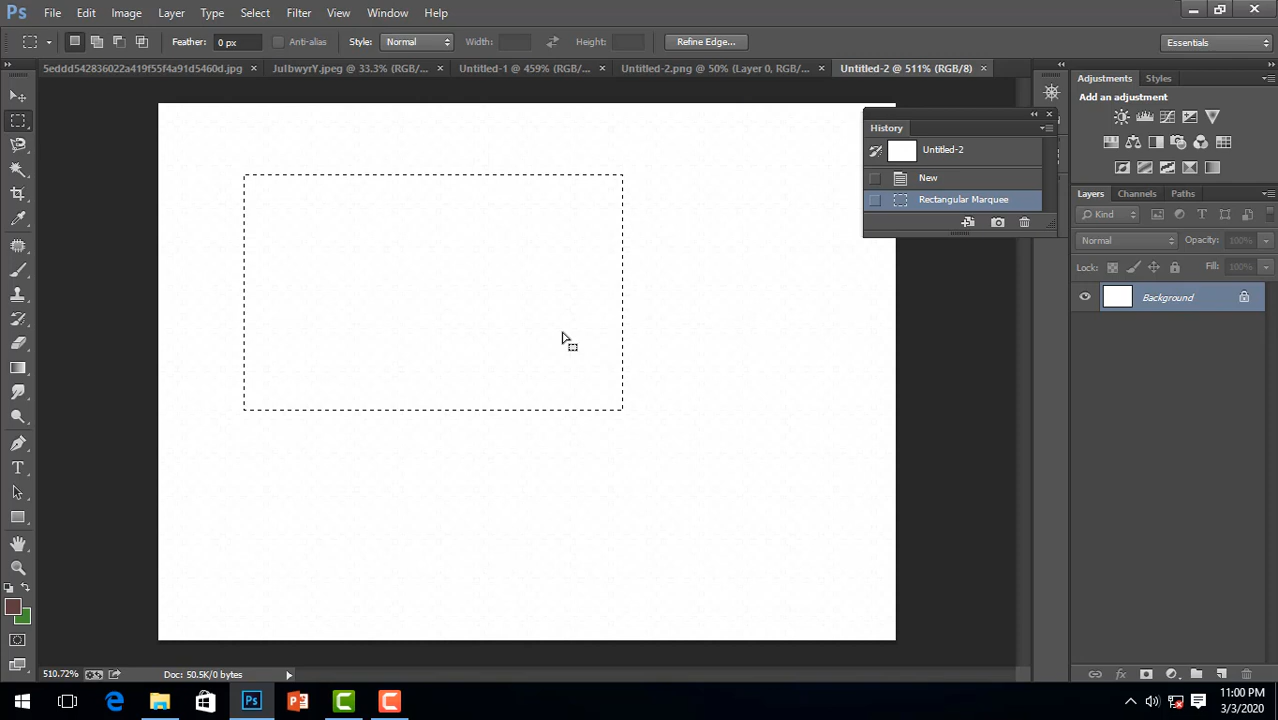 Ps File Edit Image Layer Type Select Filter View Window Help
Feather: 0 px Anti-alias Style: Normal Width: Height: Refine Edge... Essentials
5eddd542836022a419f55f4a91d5460d.jpg JuIbwyrY.jpeg @ 33.3% (RGB/... Untitled-1 @ 459% (RGB/... Untitled-2.png @ 50% (Layer 0, RGB/... Untitled-2 @ 511% (RGB/8)
Adjustments Styles
Add an adjustment
History
Untitled-2
New
Rectangular Marquee
Layers Channels Paths
Kind
Normal Opacity: 100%
Lock: Fill: 100%
Background
T
510.72% Doc: 50.5K/0 bytes
Ps
11:00 PM
3/3/2020